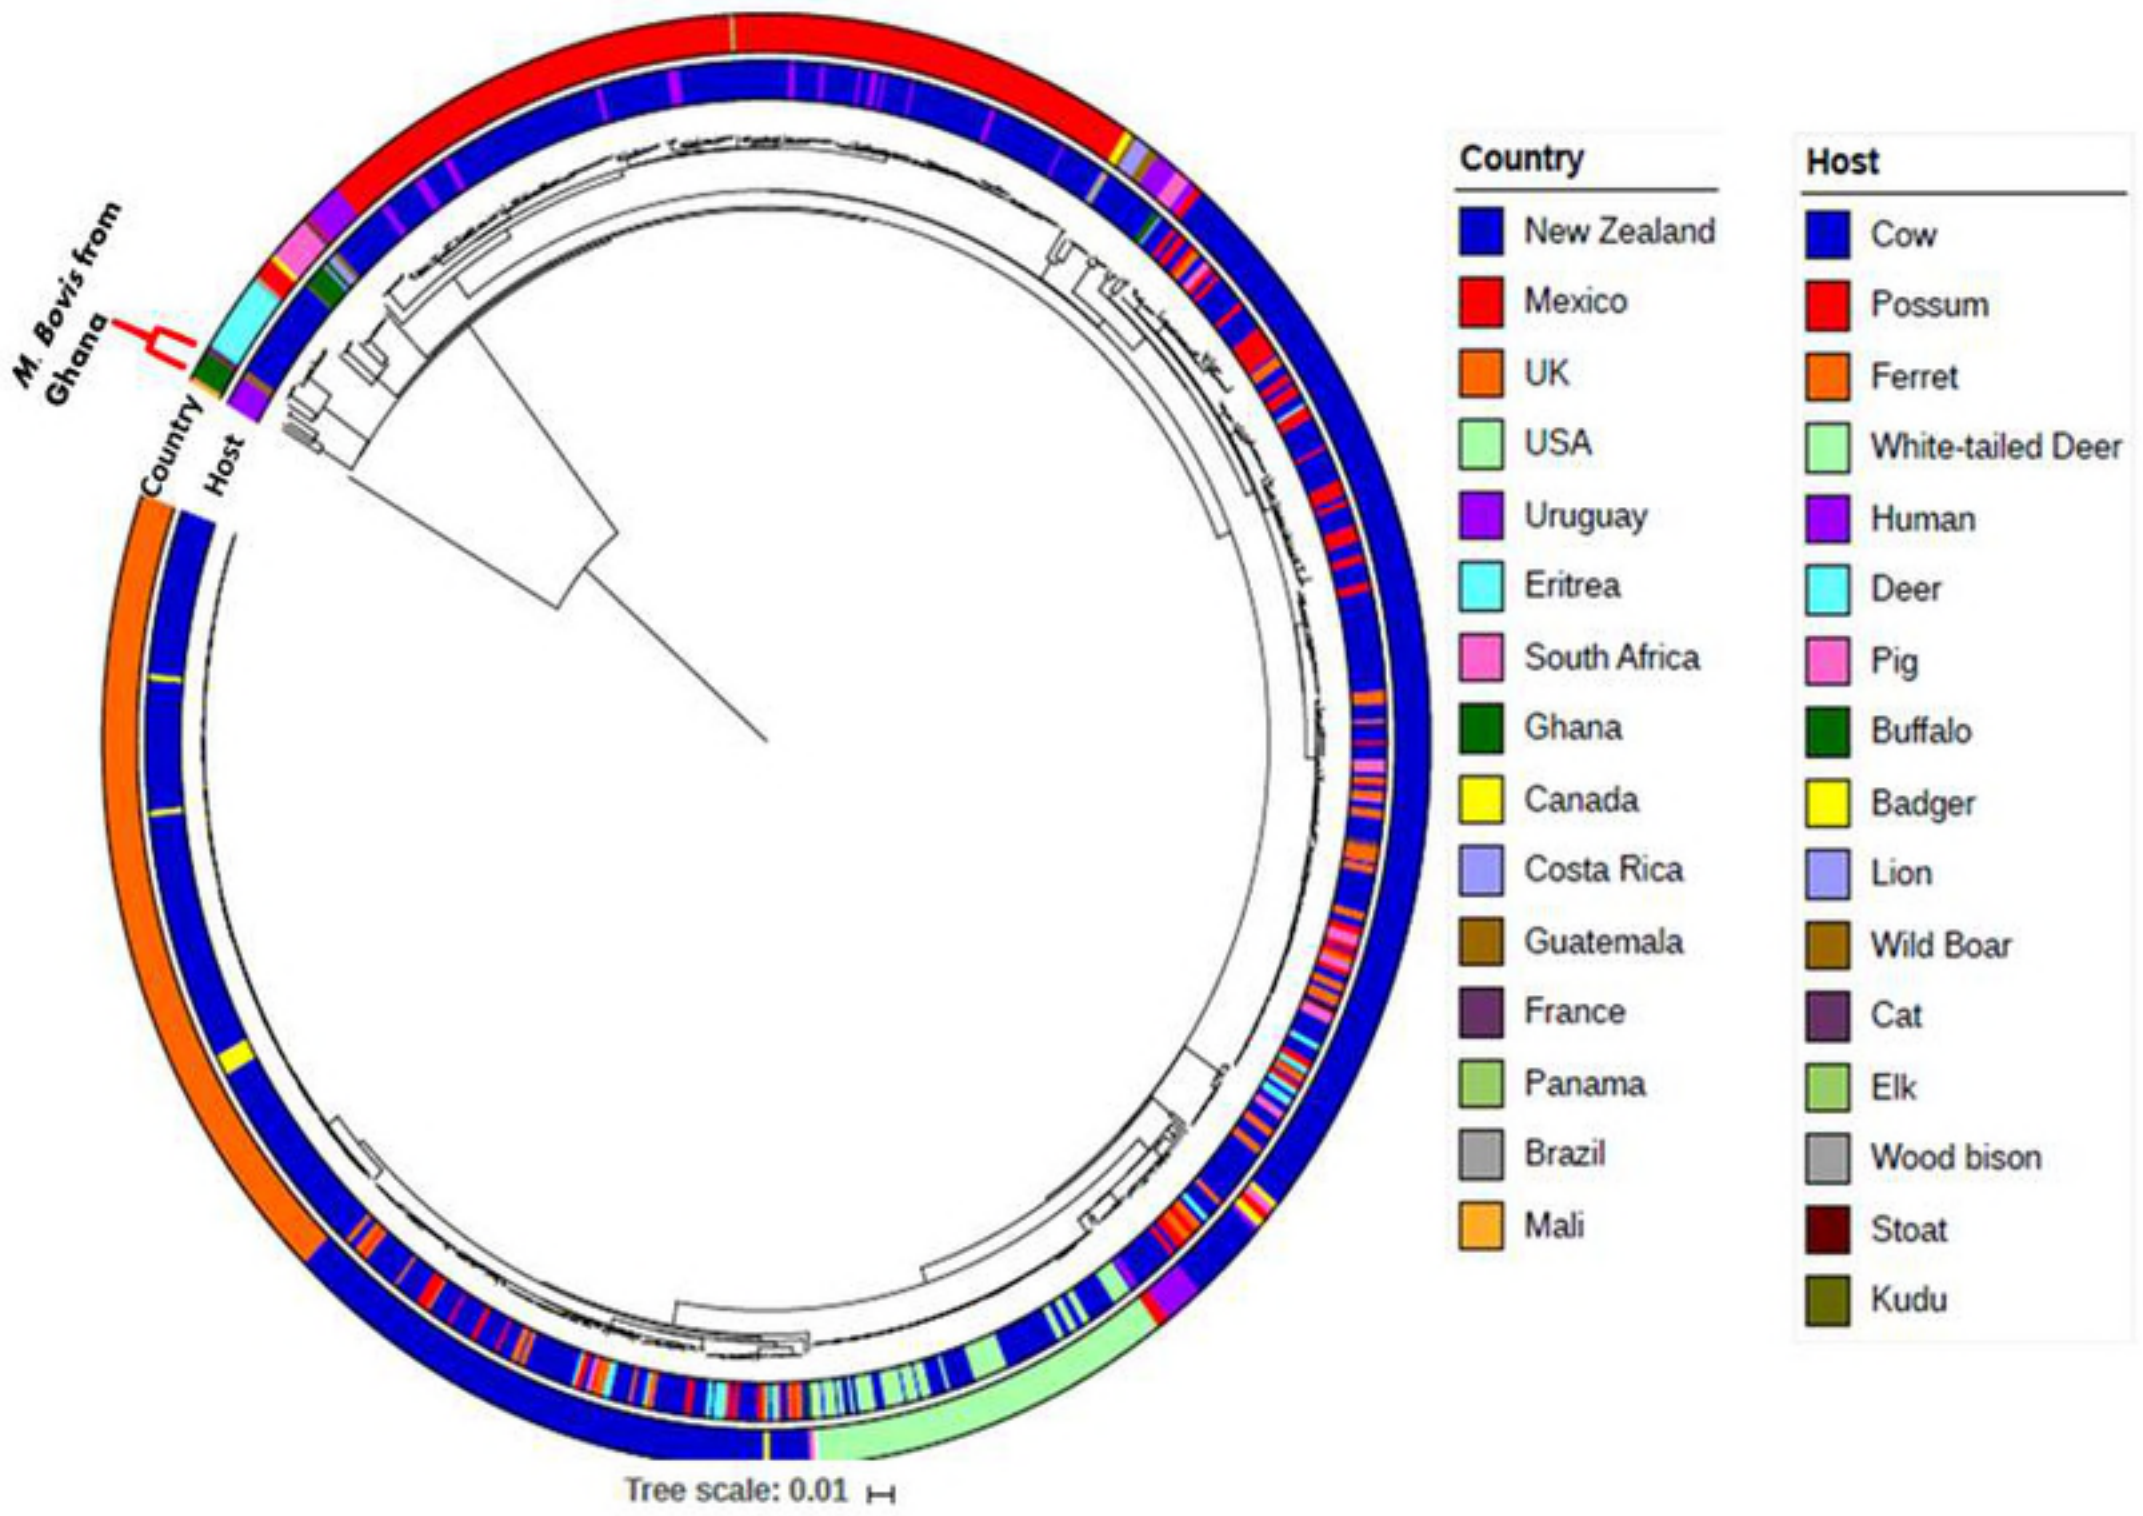 M. Bovis from
Ghana
Country
Host
Tree scale: 0.01
Country
New Zealand
Mexico
UK
USA
Uruguay
Eritrea
South Africa
Ghana
Canada
Costa Rica
Guatemala
France
Panama
Brazil
Mali
Host
Cow
Possum
Ferret
White-tailed Deer
Human
Deer
Pig
Buffalo
Badger
Lion
Wild Boar
Cat
Elk
Wood bison
Stoat
Kudu